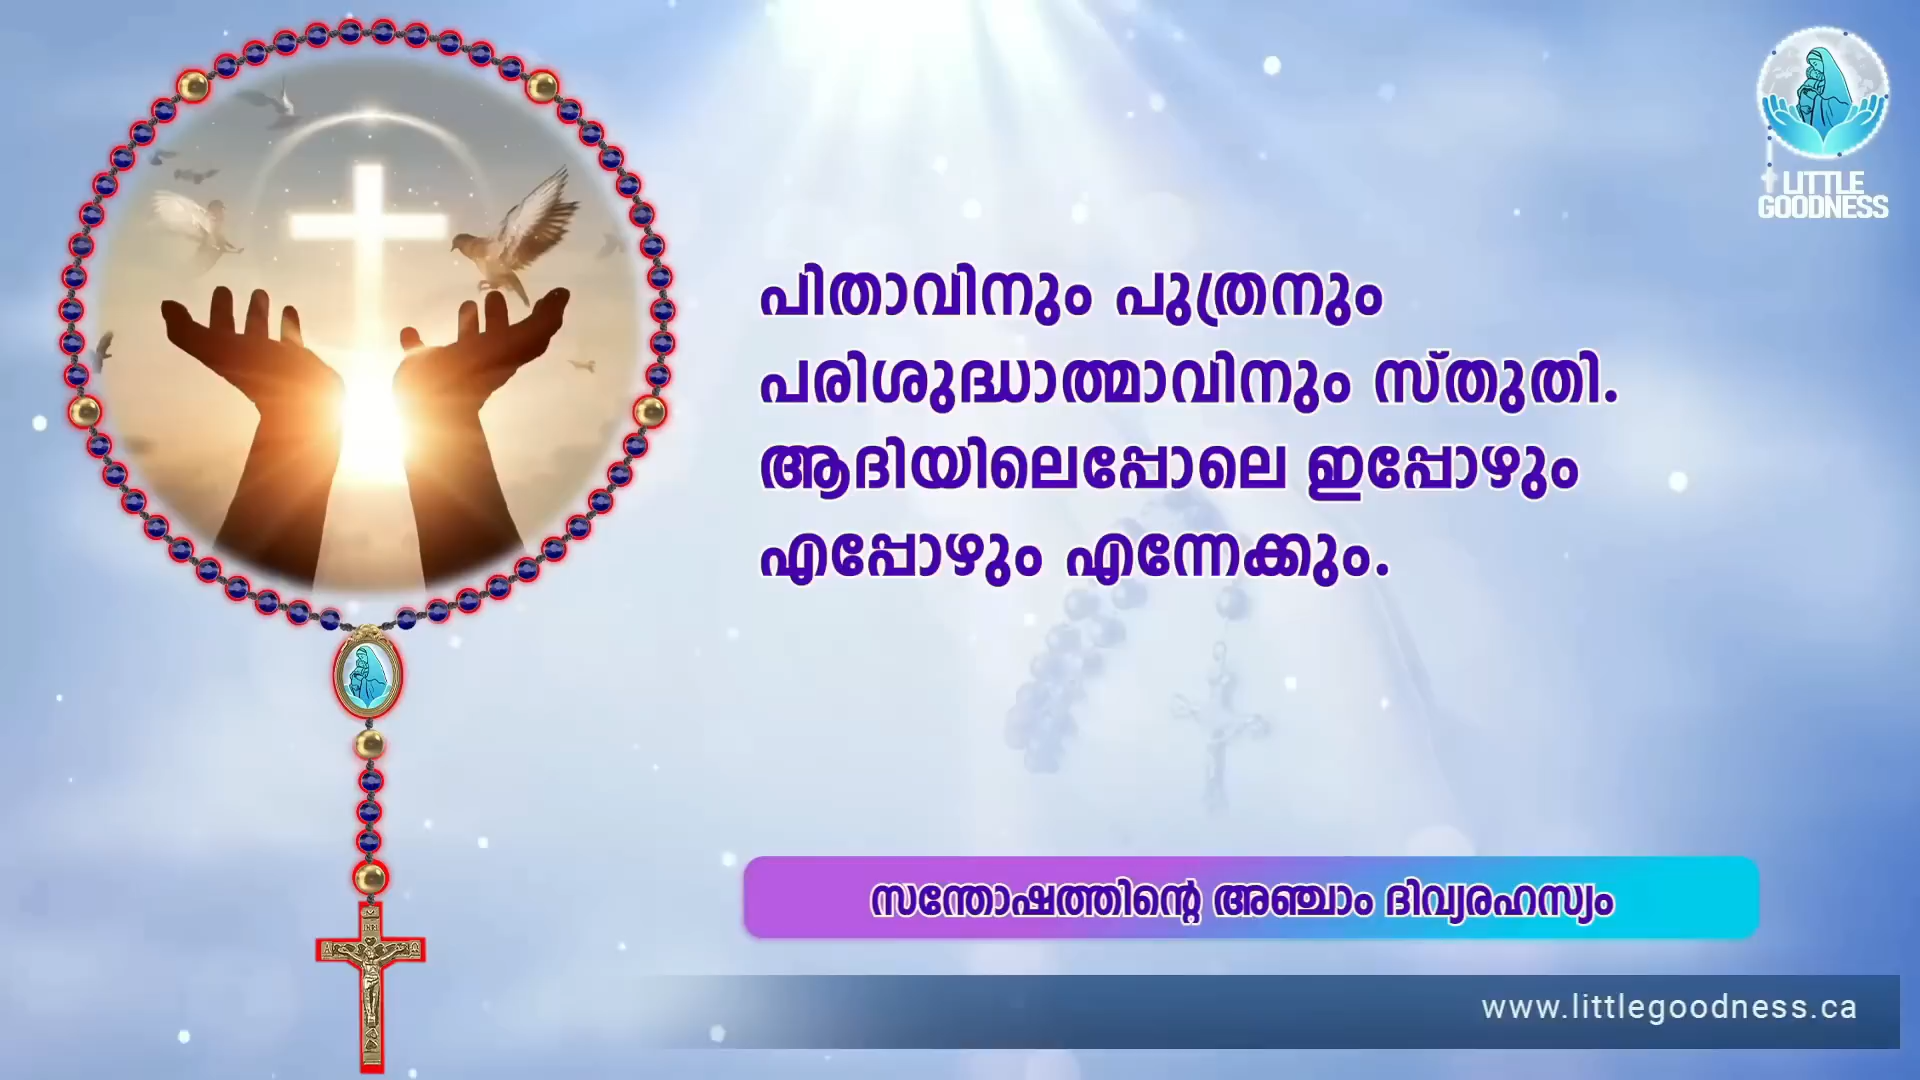 LITTLE
GOODNESS
പിതാവിനും പുത്രനും
പരിശുദ്ധാത്മാവിനും സ്തുതി.
ആദിയിലെപ്പോലെ ഇപ്പോഴും
എപ്പോഴും എന്നേക്കും.
സന്തോഷത്തിന്റെ അഞ്ചാം ദിവ്യരഹസ്യം
www.littlegoodness.ca